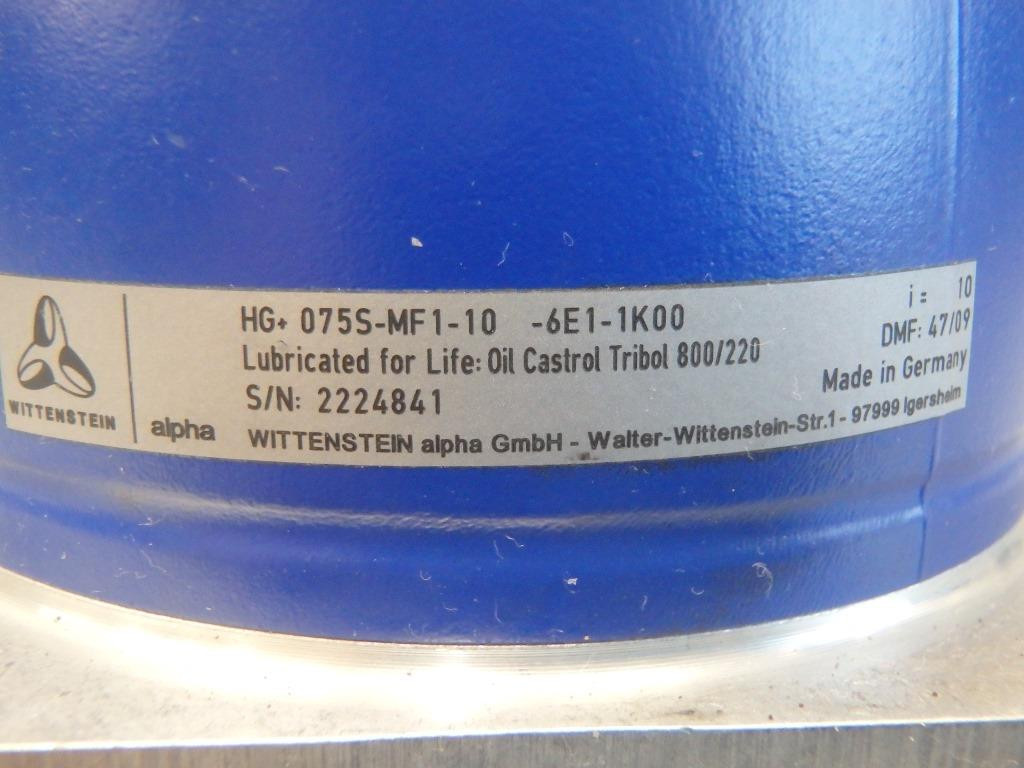 WITTENSTEIN
alpha
HG+ 075S-MF1-10 -6E1-1K00
Lubricated for Life: Oil Castrol Tribol 800/220
S/N: 2224841
i = 10
DMF: 47/09
Made in Germany
WITTENSTEIN alpha GmbH - Walter-Wittenstein-Str.1 - 97999 Igersheim